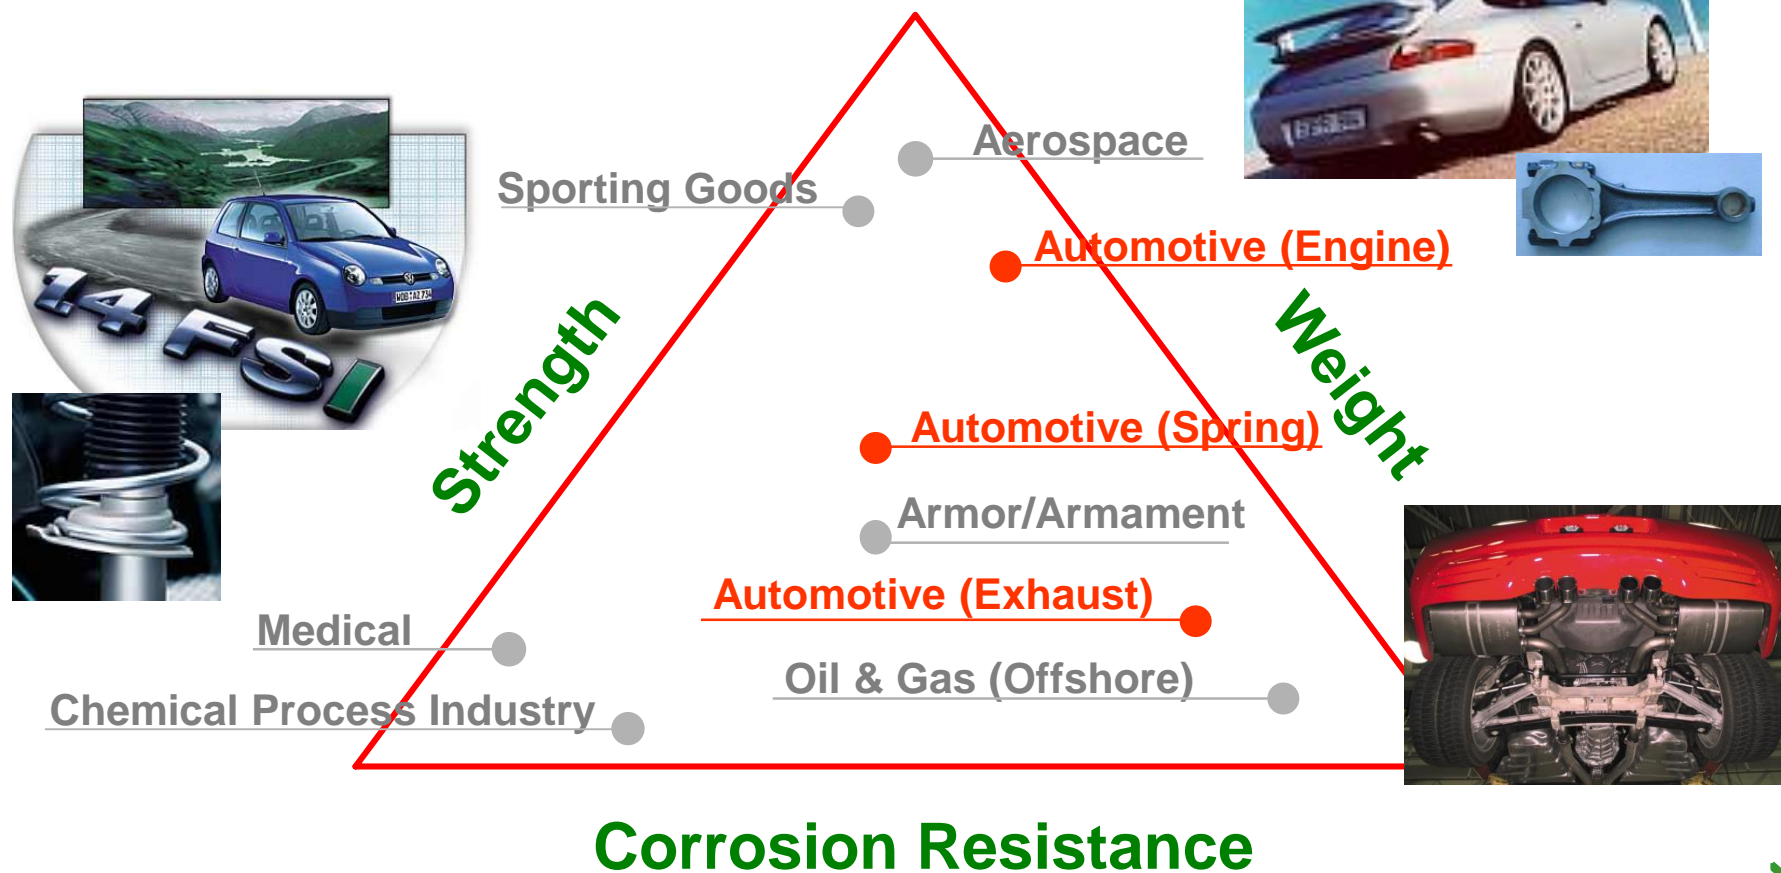 Aerospace
Sporting Goods
Automotive (Engine)
14 FSI
Strength
Weight
Automotive (Spring)
Armor/Armament
Automotive (Exhaust)
Medical
Oil & Gas (Offshore)
Chemical Process Industry
Corrosion Resistance